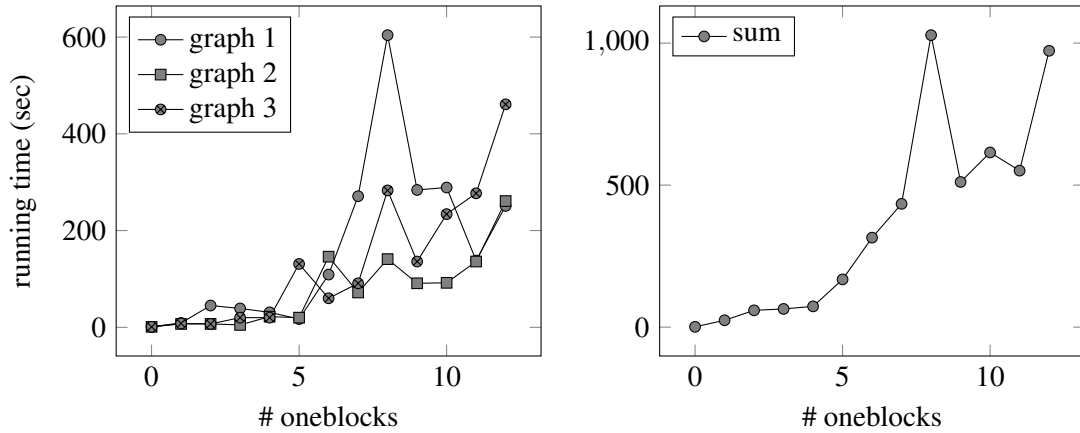 running time (sec)
600
400
200
0
graph 1
graph 2
graph 3
0 5 10
# oneblocks
1,000
500
0
sum
0 5 10
# oneblocks